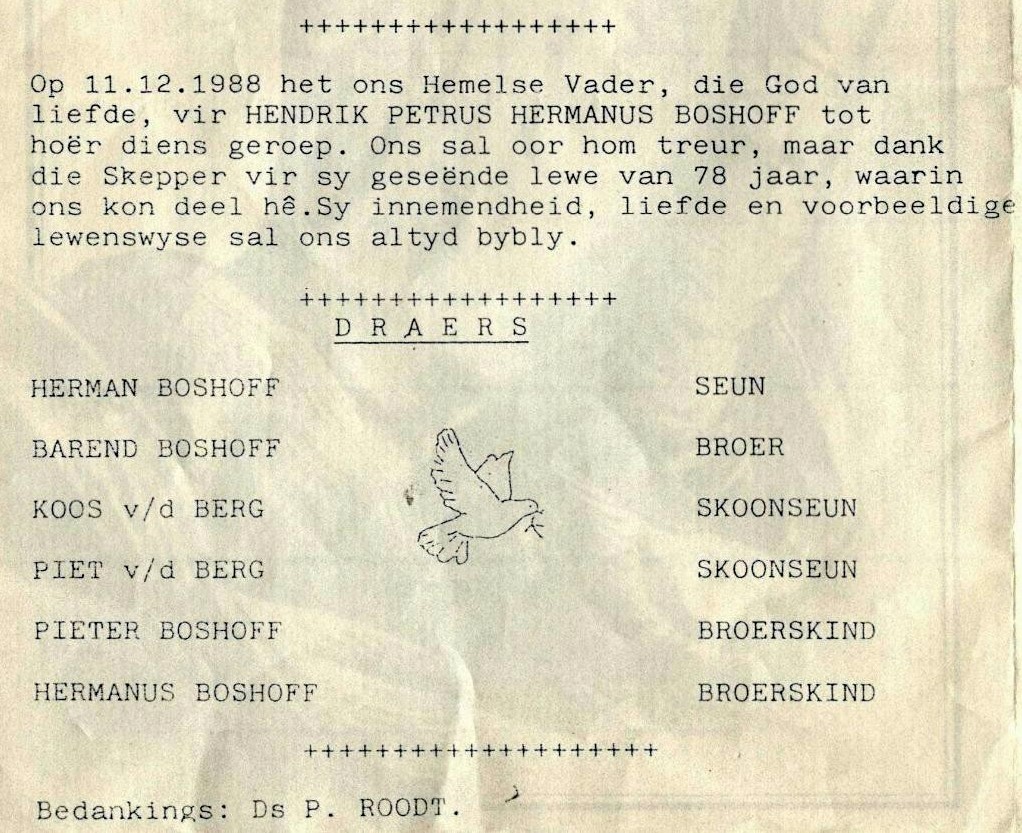 ++++++++++++++++++
Op 11.12.1988 het ons Hemelse Vader, die God van
liefde, vir HENDRIK PETRUS HERMANUS BOSHOFF tot
hoër diens geroep. Ons sal oor hom treur, maar dank
die Skepper vir sy geseënde lewe van 78 jaar, waarin
ons kon deel hê.Sy innemendheid, liefde en voorbeeldige
lewenswyse sal ons altyd bybly.
++++++++++++++++++
D R A E R S
HERMAN BOSHOFF SEUN
BAREND BOSHOFF BROER
KOOS v/d BERG SKOONSEUN
PIET v/d BERG SKOONSEUN
PIETER BOSHOFF BROERSKIND
HERMANUS BOSHOFF BROERSKIND
++++++++++++++++++++
Bedankings: Ds P. ROODT.